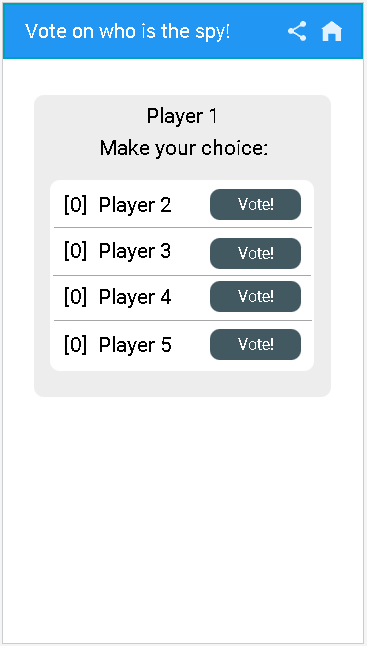 Vote on who is the spy!
Player 1
Make your choice:
[0] Player 2 Vote!
[0] Player 3 Vote!
[0] Player 4 Vote!
[0] Player 5 Vote!